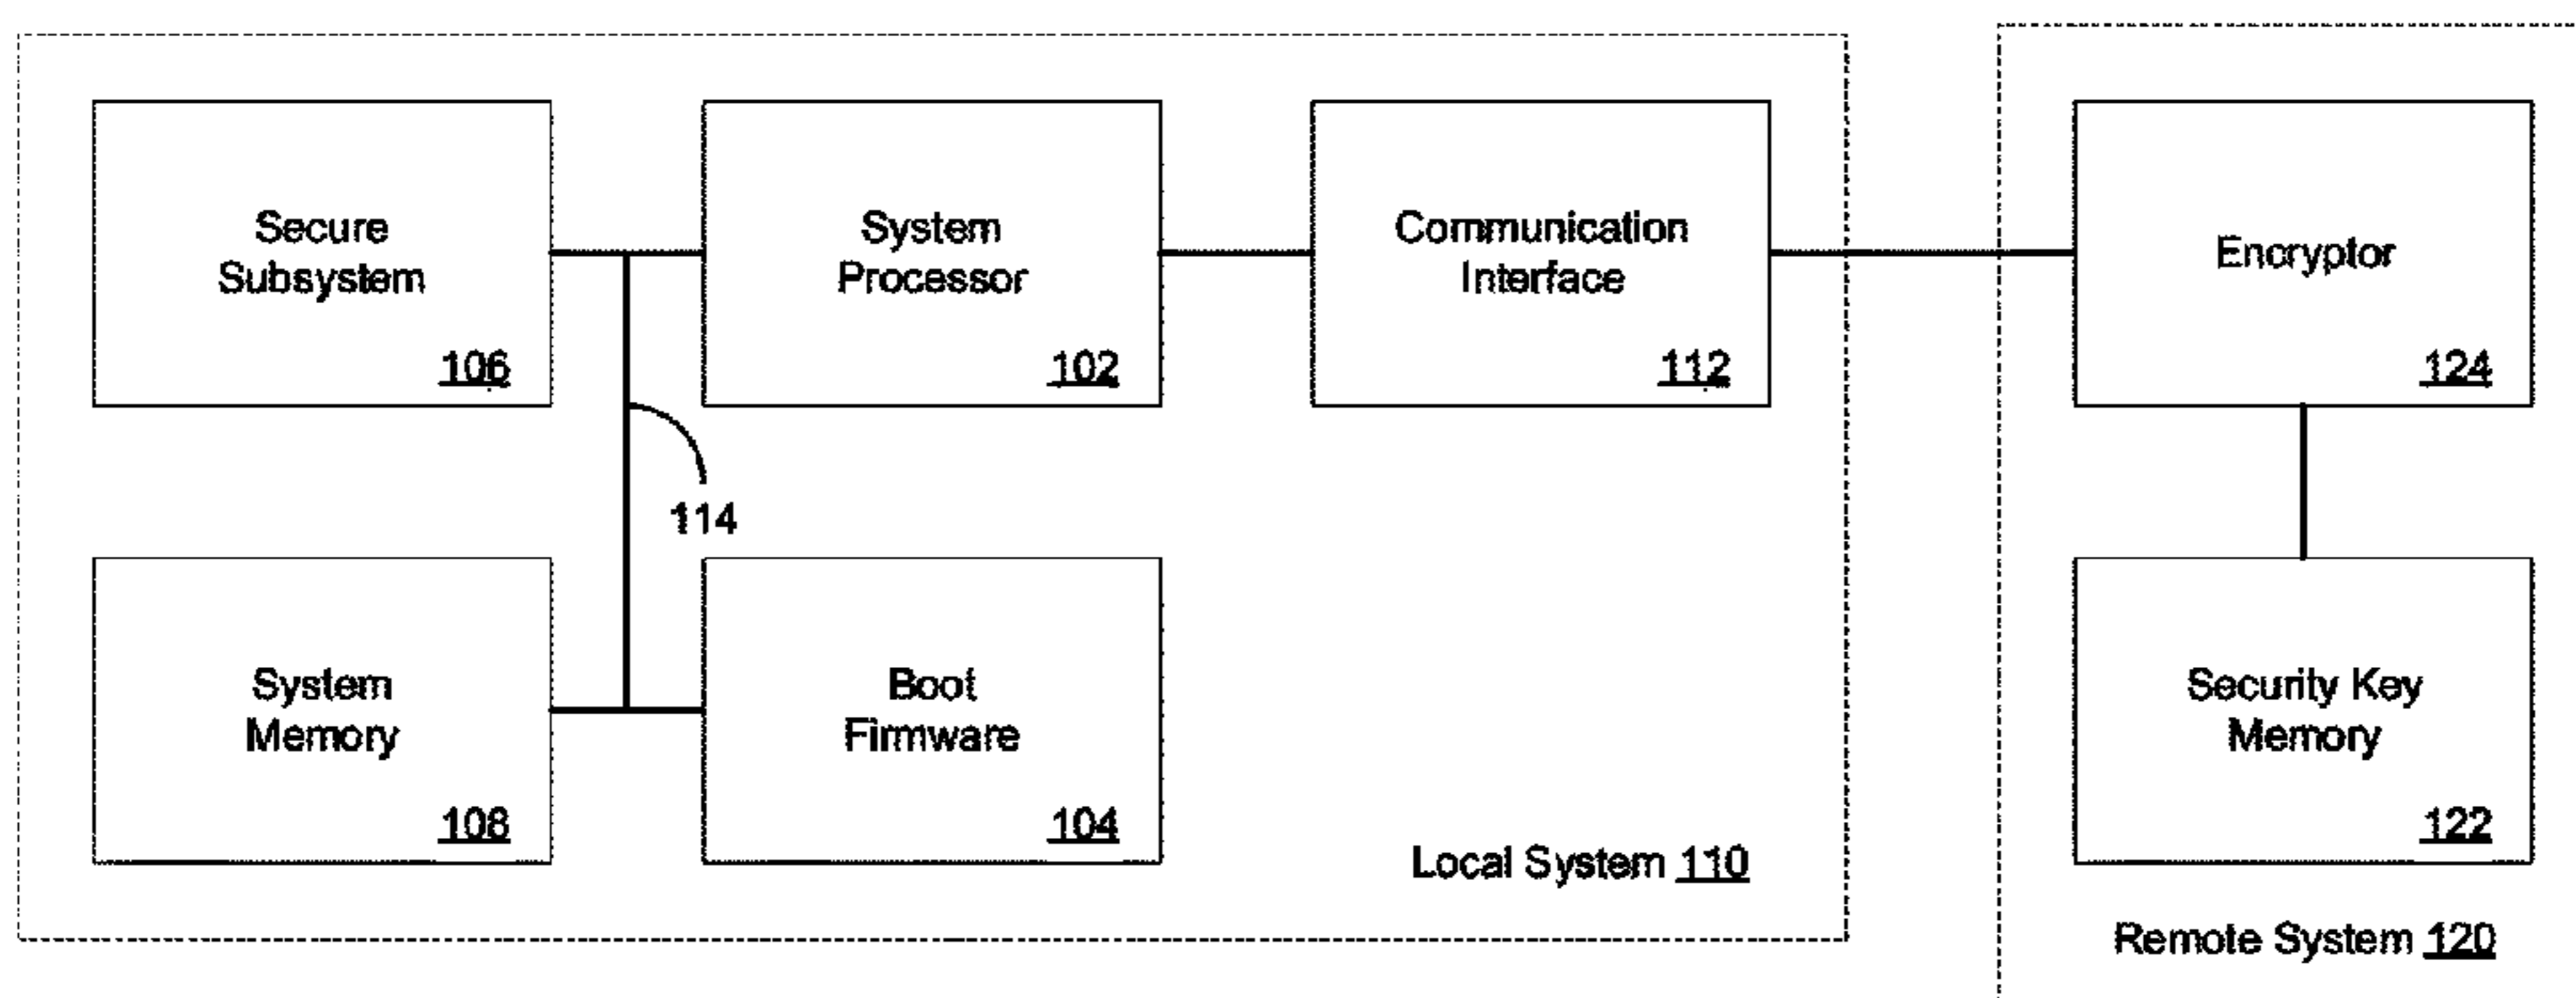 Secure
Subsystem
106
System
Processor
102
Communication
Interface
112
Encryptor
124
114
System
Memory
108
Boot
Firmware
104
Security Key
Memory
122
Local System 110
Remote System 120